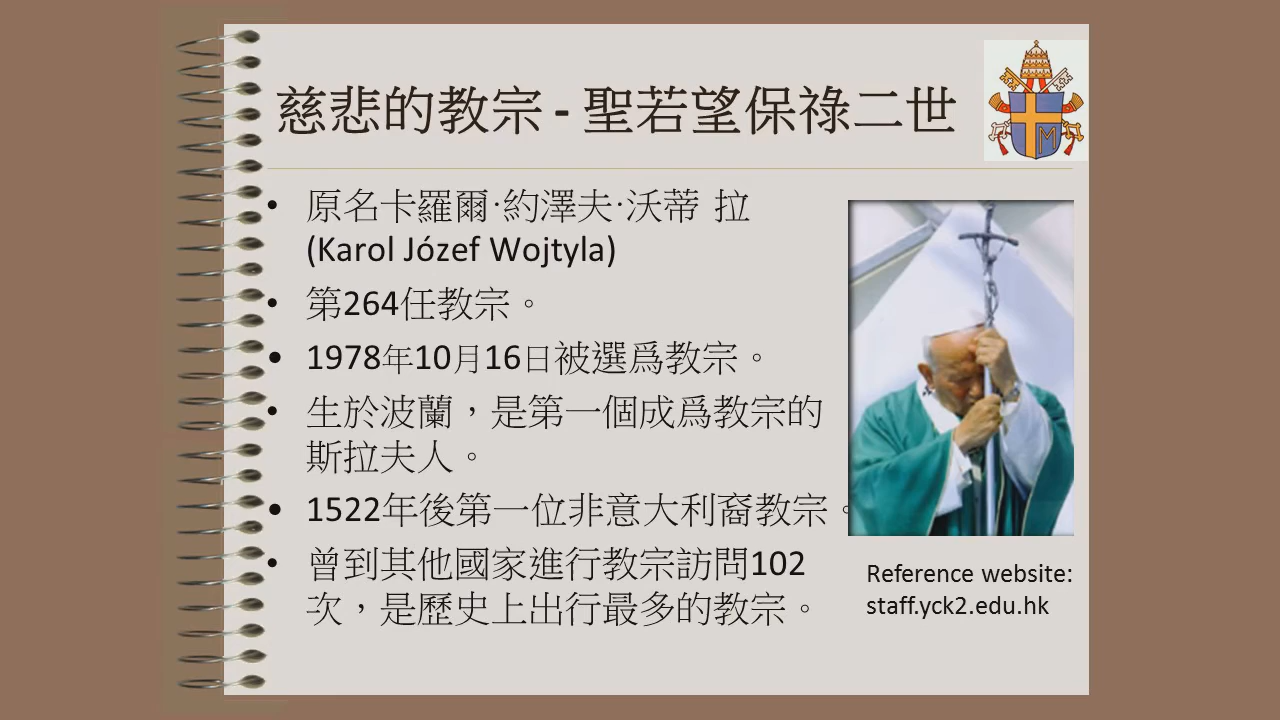 慈悲的教宗 - 聖若望保祿二世
• 原名卡羅爾·約澤夫·沃蒂 拉
(Karol Józef Wojtyla)
• 第264任教宗。
• 1978年10月16日被選爲教宗。
• 生於波蘭，是第一個成爲教宗的
斯拉夫人。
• 1522年後第一位非意大利裔教宗。
• 曾到其他國家進行教宗訪問102
次，是歷史上出行最多的教宗。
Reference website:
staff.yck2.edu.hk
M